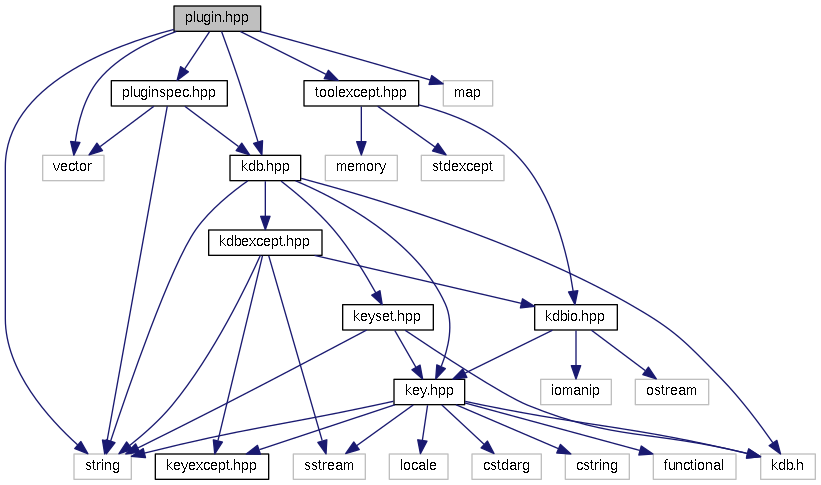 plugin.hpp
pluginspec.hpp
toolexcept.hpp
map
vector
kdb.hpp
memory
stdexcept
kdbexcept.hpp
keyset.hpp
kdbio.hpp
key.hpp
iomanip
ostream
string
keyexcept.hpp
sstream
locale
cstdarg
cstring
functional
kdb.h